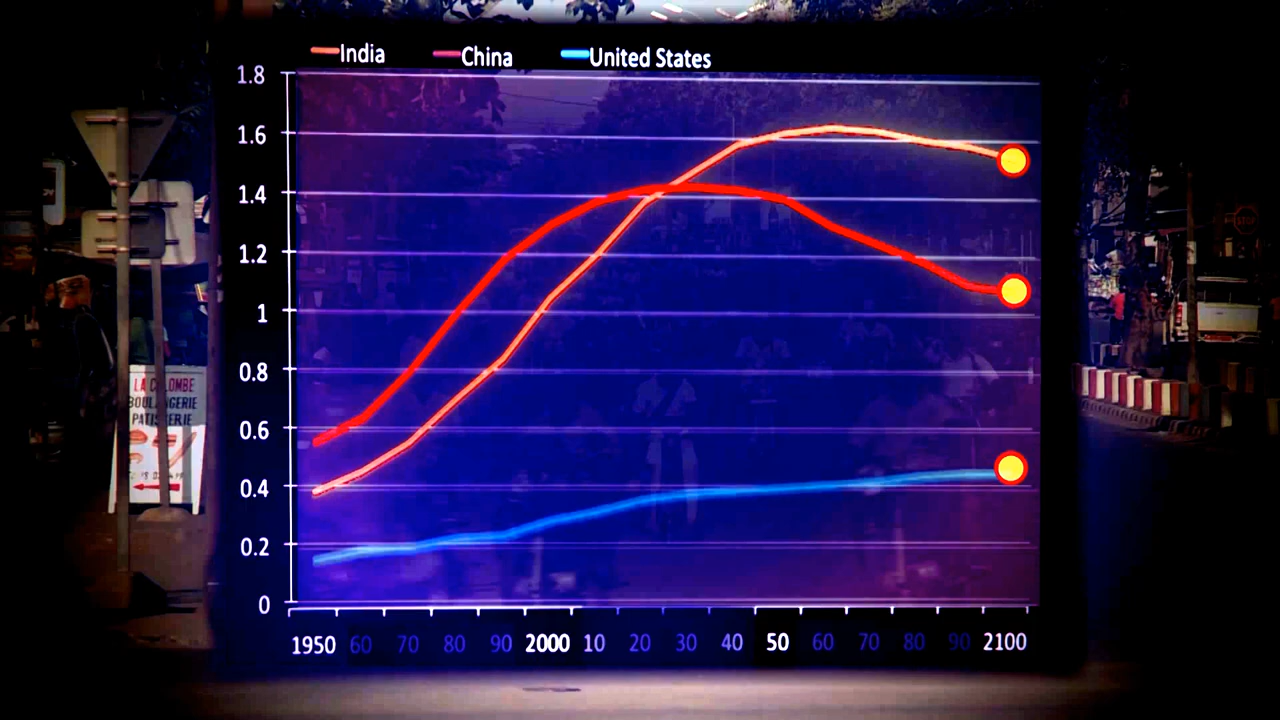 India China United States
1.8
1.6
1.4
1.2
1
0.8
0.6
0.4
0.2
0
1950 60 70 80 90 2000 10 20 30 40 50 60 70 80 90 2100
LA COLOMBE
BOULANGERIE
PATISSERIE
STOP